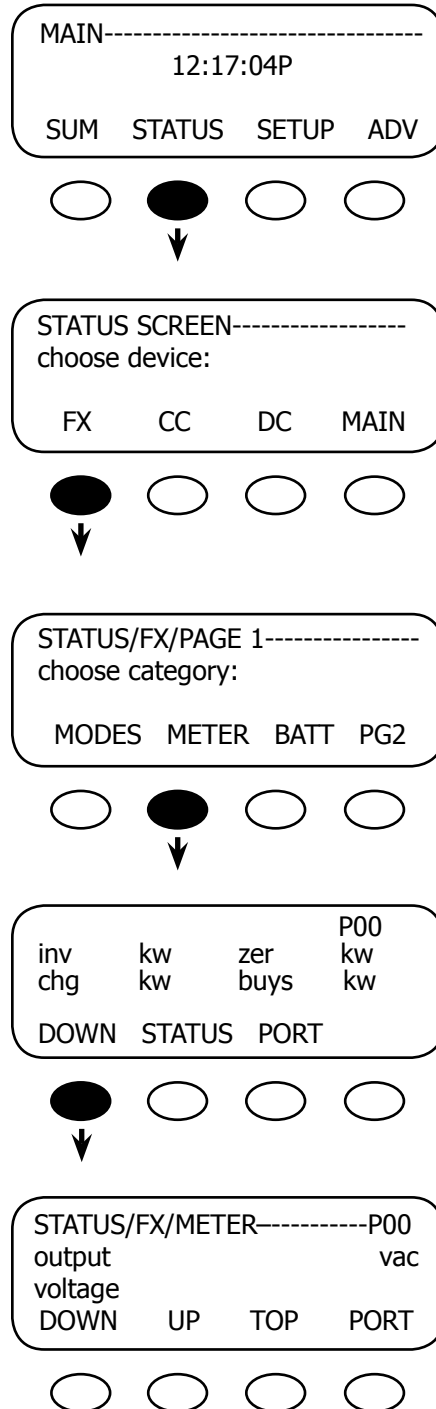 MAIN---------------------------------
12:17:04P
SUM STATUS SETUP ADV
STATUS SCREEN------------------
choose device:
FX CC DC MAIN
STATUS/FX/PAGE 1----------------
choose category:
MODES METER BATT PG2
P00
inv kw zer kw
chg kw buys kw
DOWN STATUS PORT
STATUS/FX/METER–-----------P00
output vac
voltage
DOWN UP TOP PORT